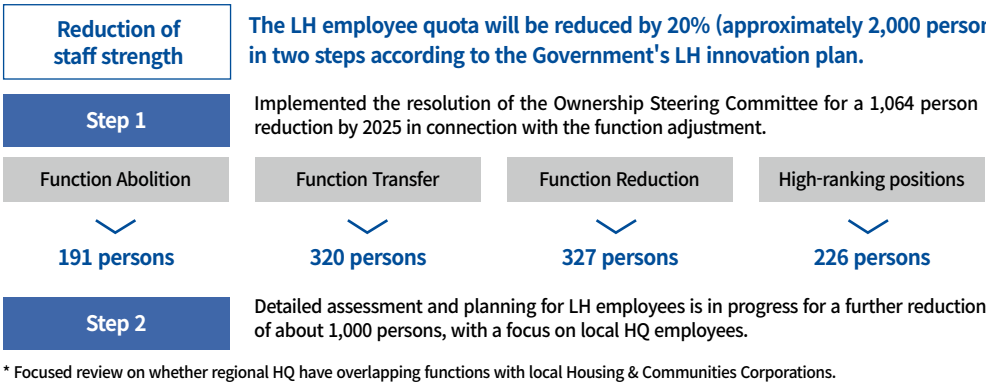 Reduction of
staff strength
The LH employee quota will be reduced by 20% (approximately 2,000 person
in two steps according to the Government's LH innovation plan.
Step 1
Implemented the resolution of the Ownership Steering Committee for a 1,064 person
reduction by 2025 in connection with the function adjustment.
Function Abolition
Function Transfer
Function Reduction
High-ranking positions
191 persons
320 persons
327 persons
226 persons
Step 2
Detailed assessment and planning for LH employees is in progress for a further reduction
of about 1,000 persons, with a focus on local HQ employees.
* Focused review on whether regional HQ have overlapping functions with local Housing & Communities Corporations.